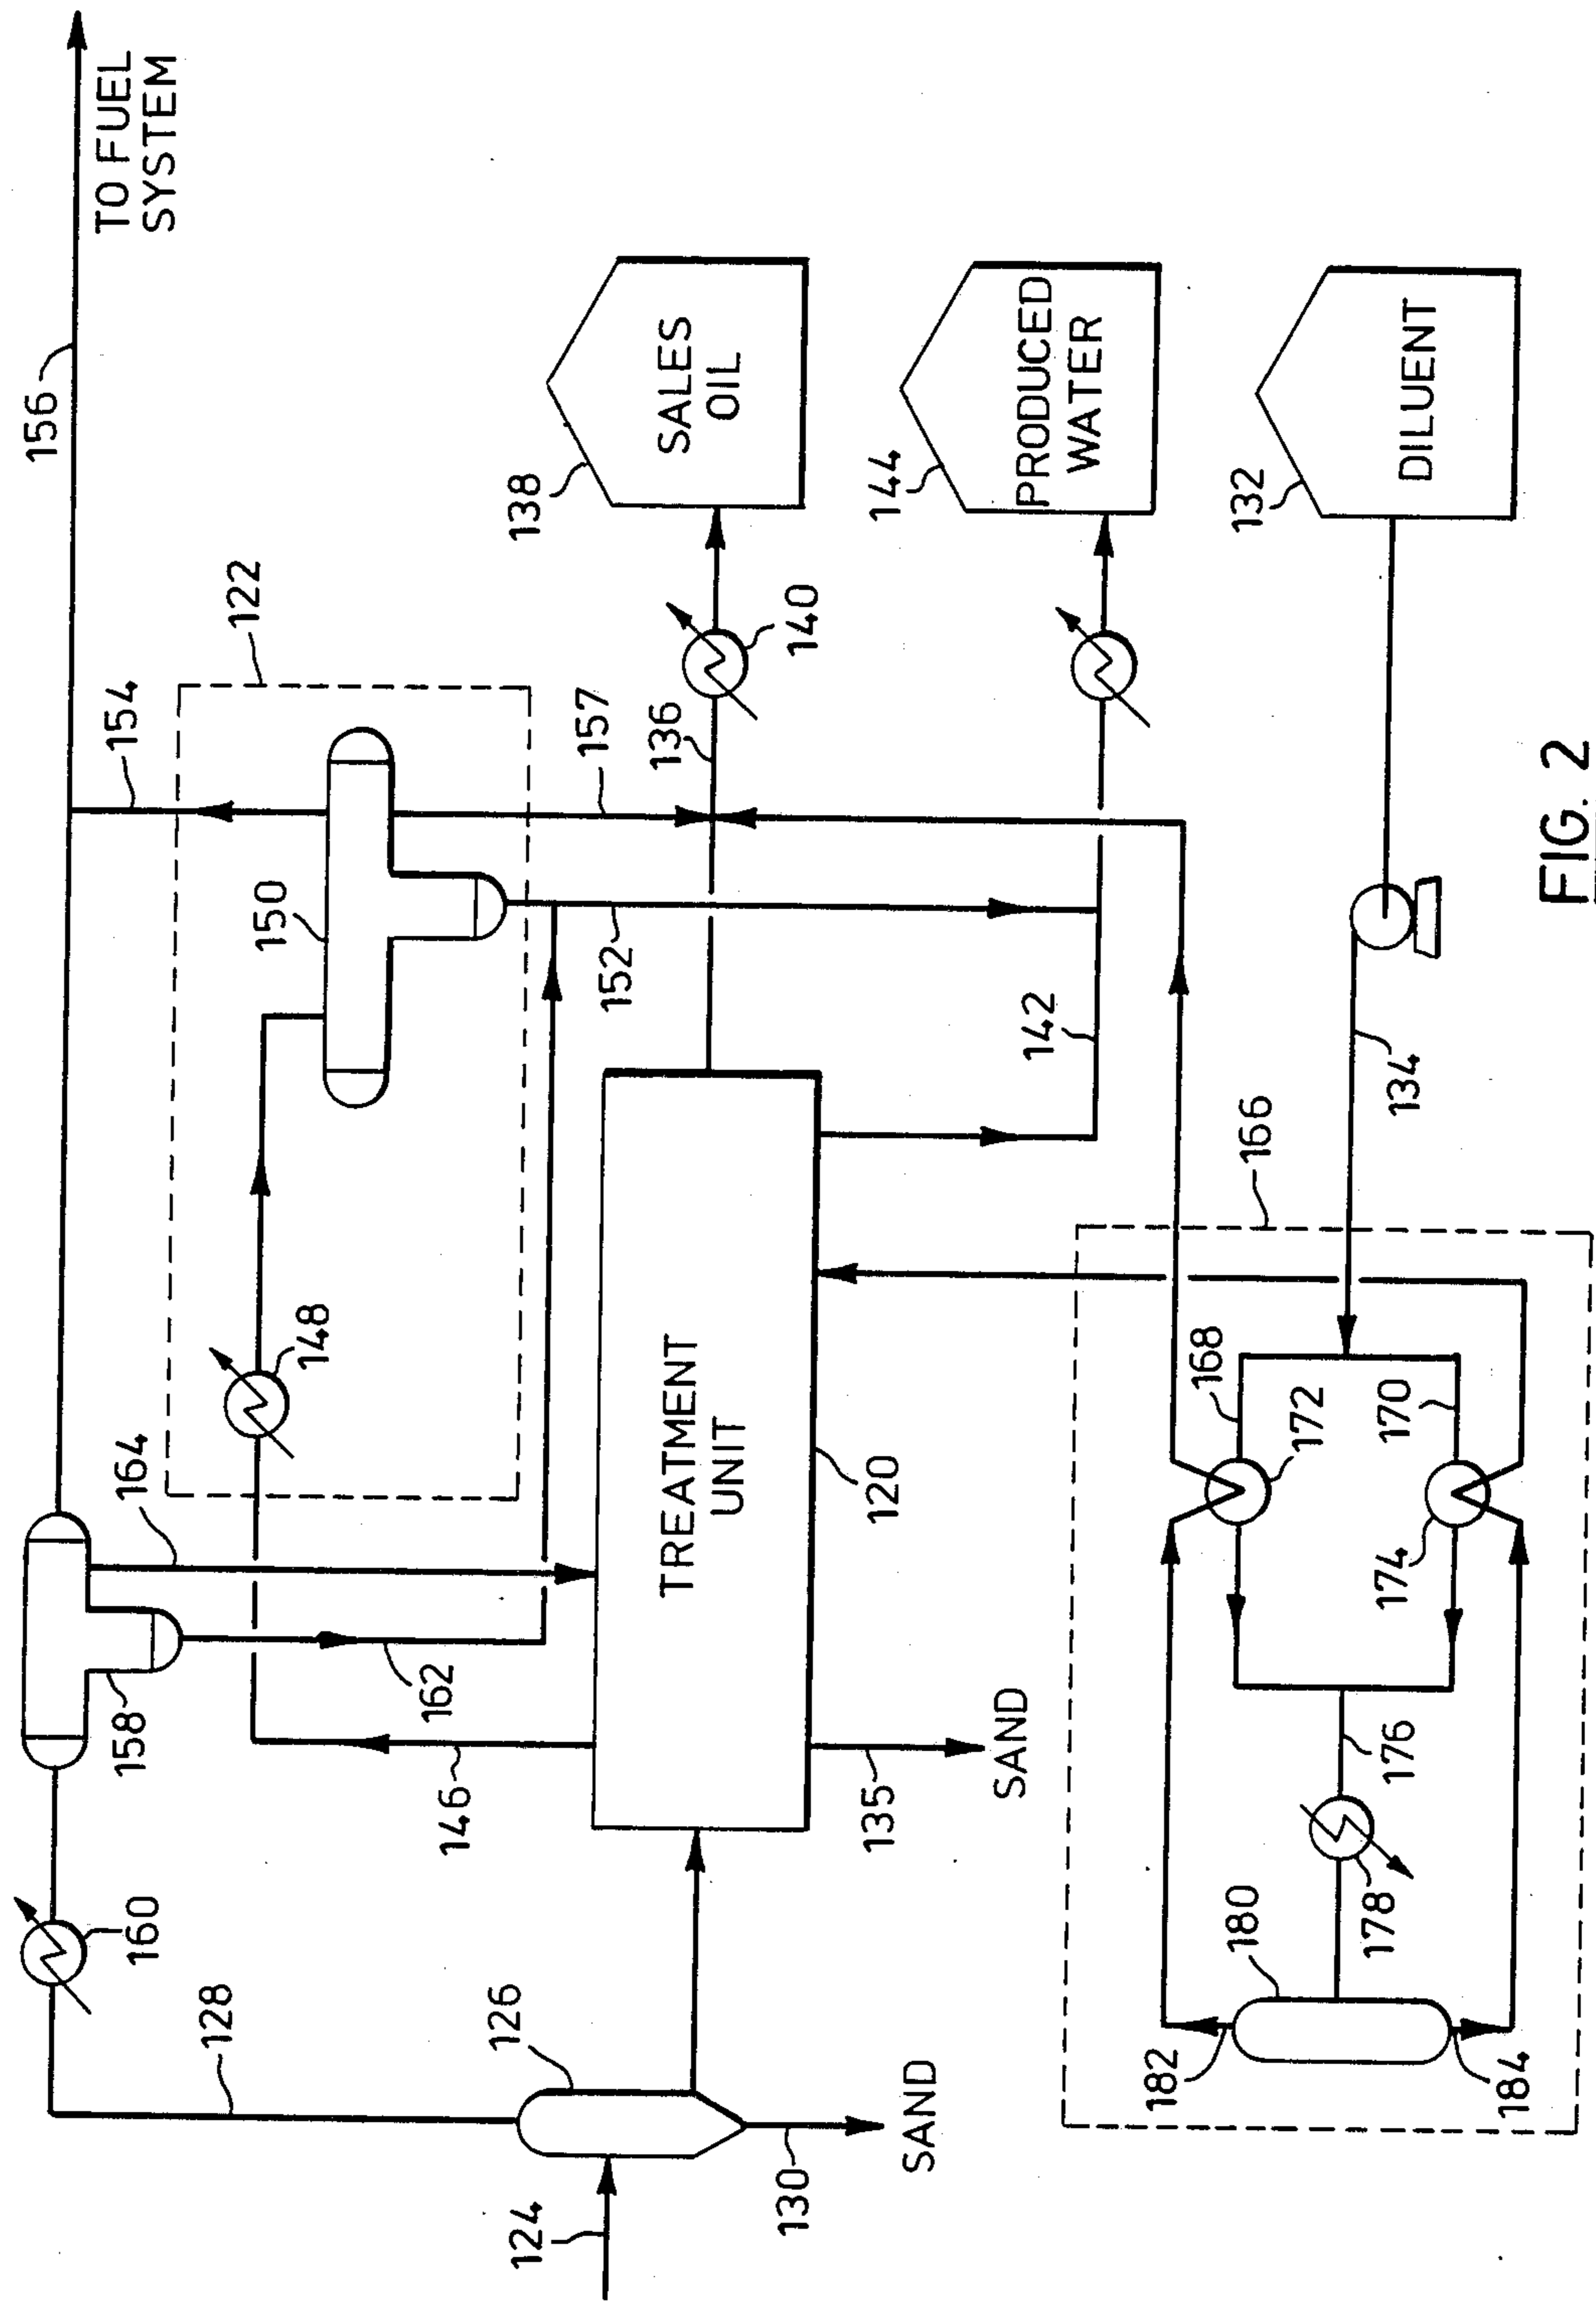 156
TO FUEL
SYSTEM
154
122
160
158
164
148
150
128
162
157
138
SALES
OIL
146
152
136
140
126
TREATMENT
UNIT
124
120
144
PRODUCED
WATER
130
SAND
135
SAND
142
166
132
DILUENT
134
182
180
168
172
184
178
176
174
170
FIG. 2